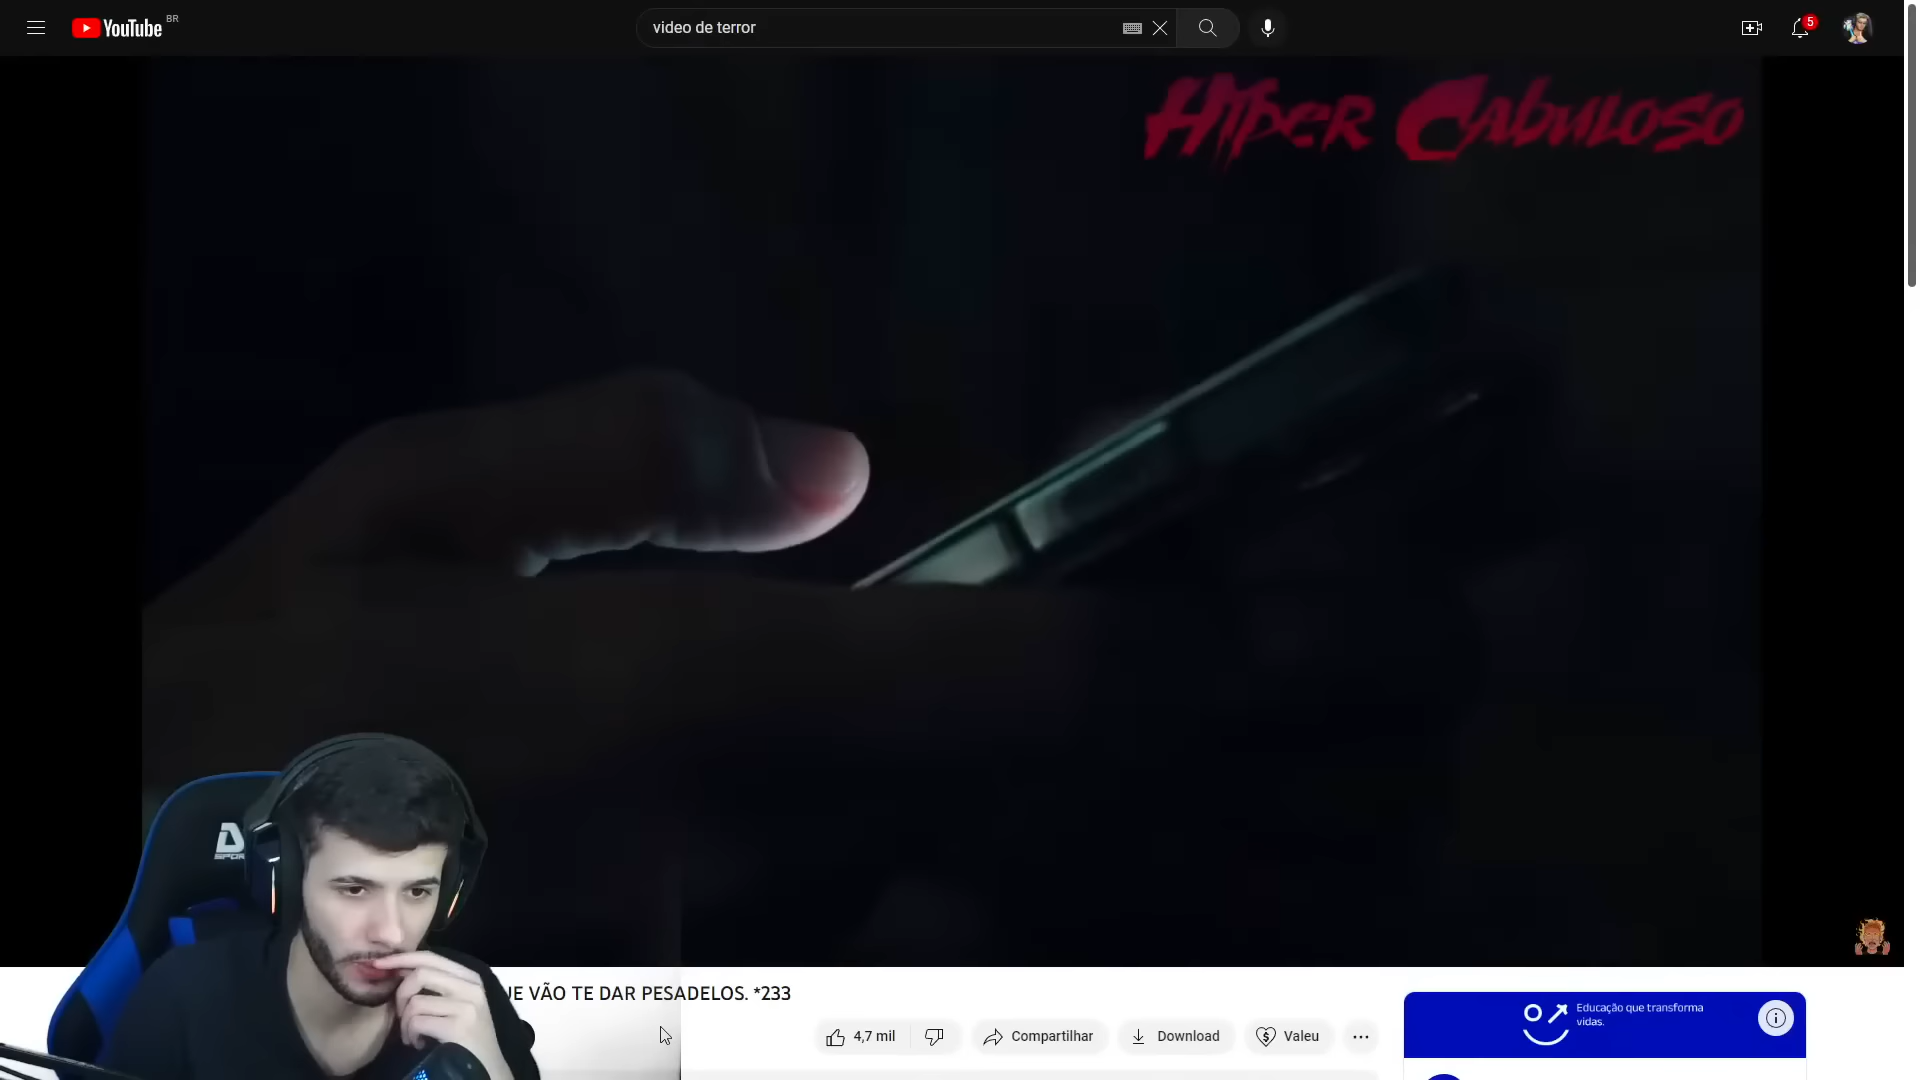 YouTube BR
video de terror
5
Hiper Cabuloso
UE VÃO TE DAR PESADELOS. *233
4,7 mil
Compartilhar
Download
Valeu
Educação que transforma
vidas.